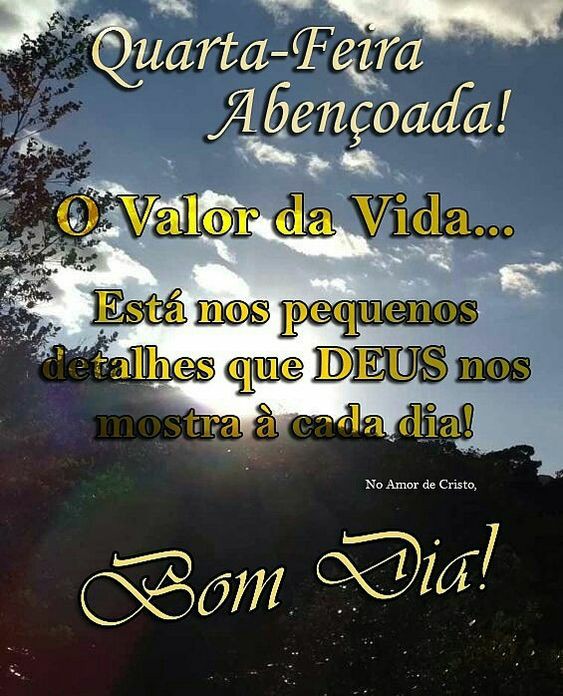 Quarta-Feira
Abençoada!
O Valor da Vida...
Está nos pequenos
detalhes que DEUS nos
mostra à cada dia!
No Amor de Cristo,
Bom Dia!